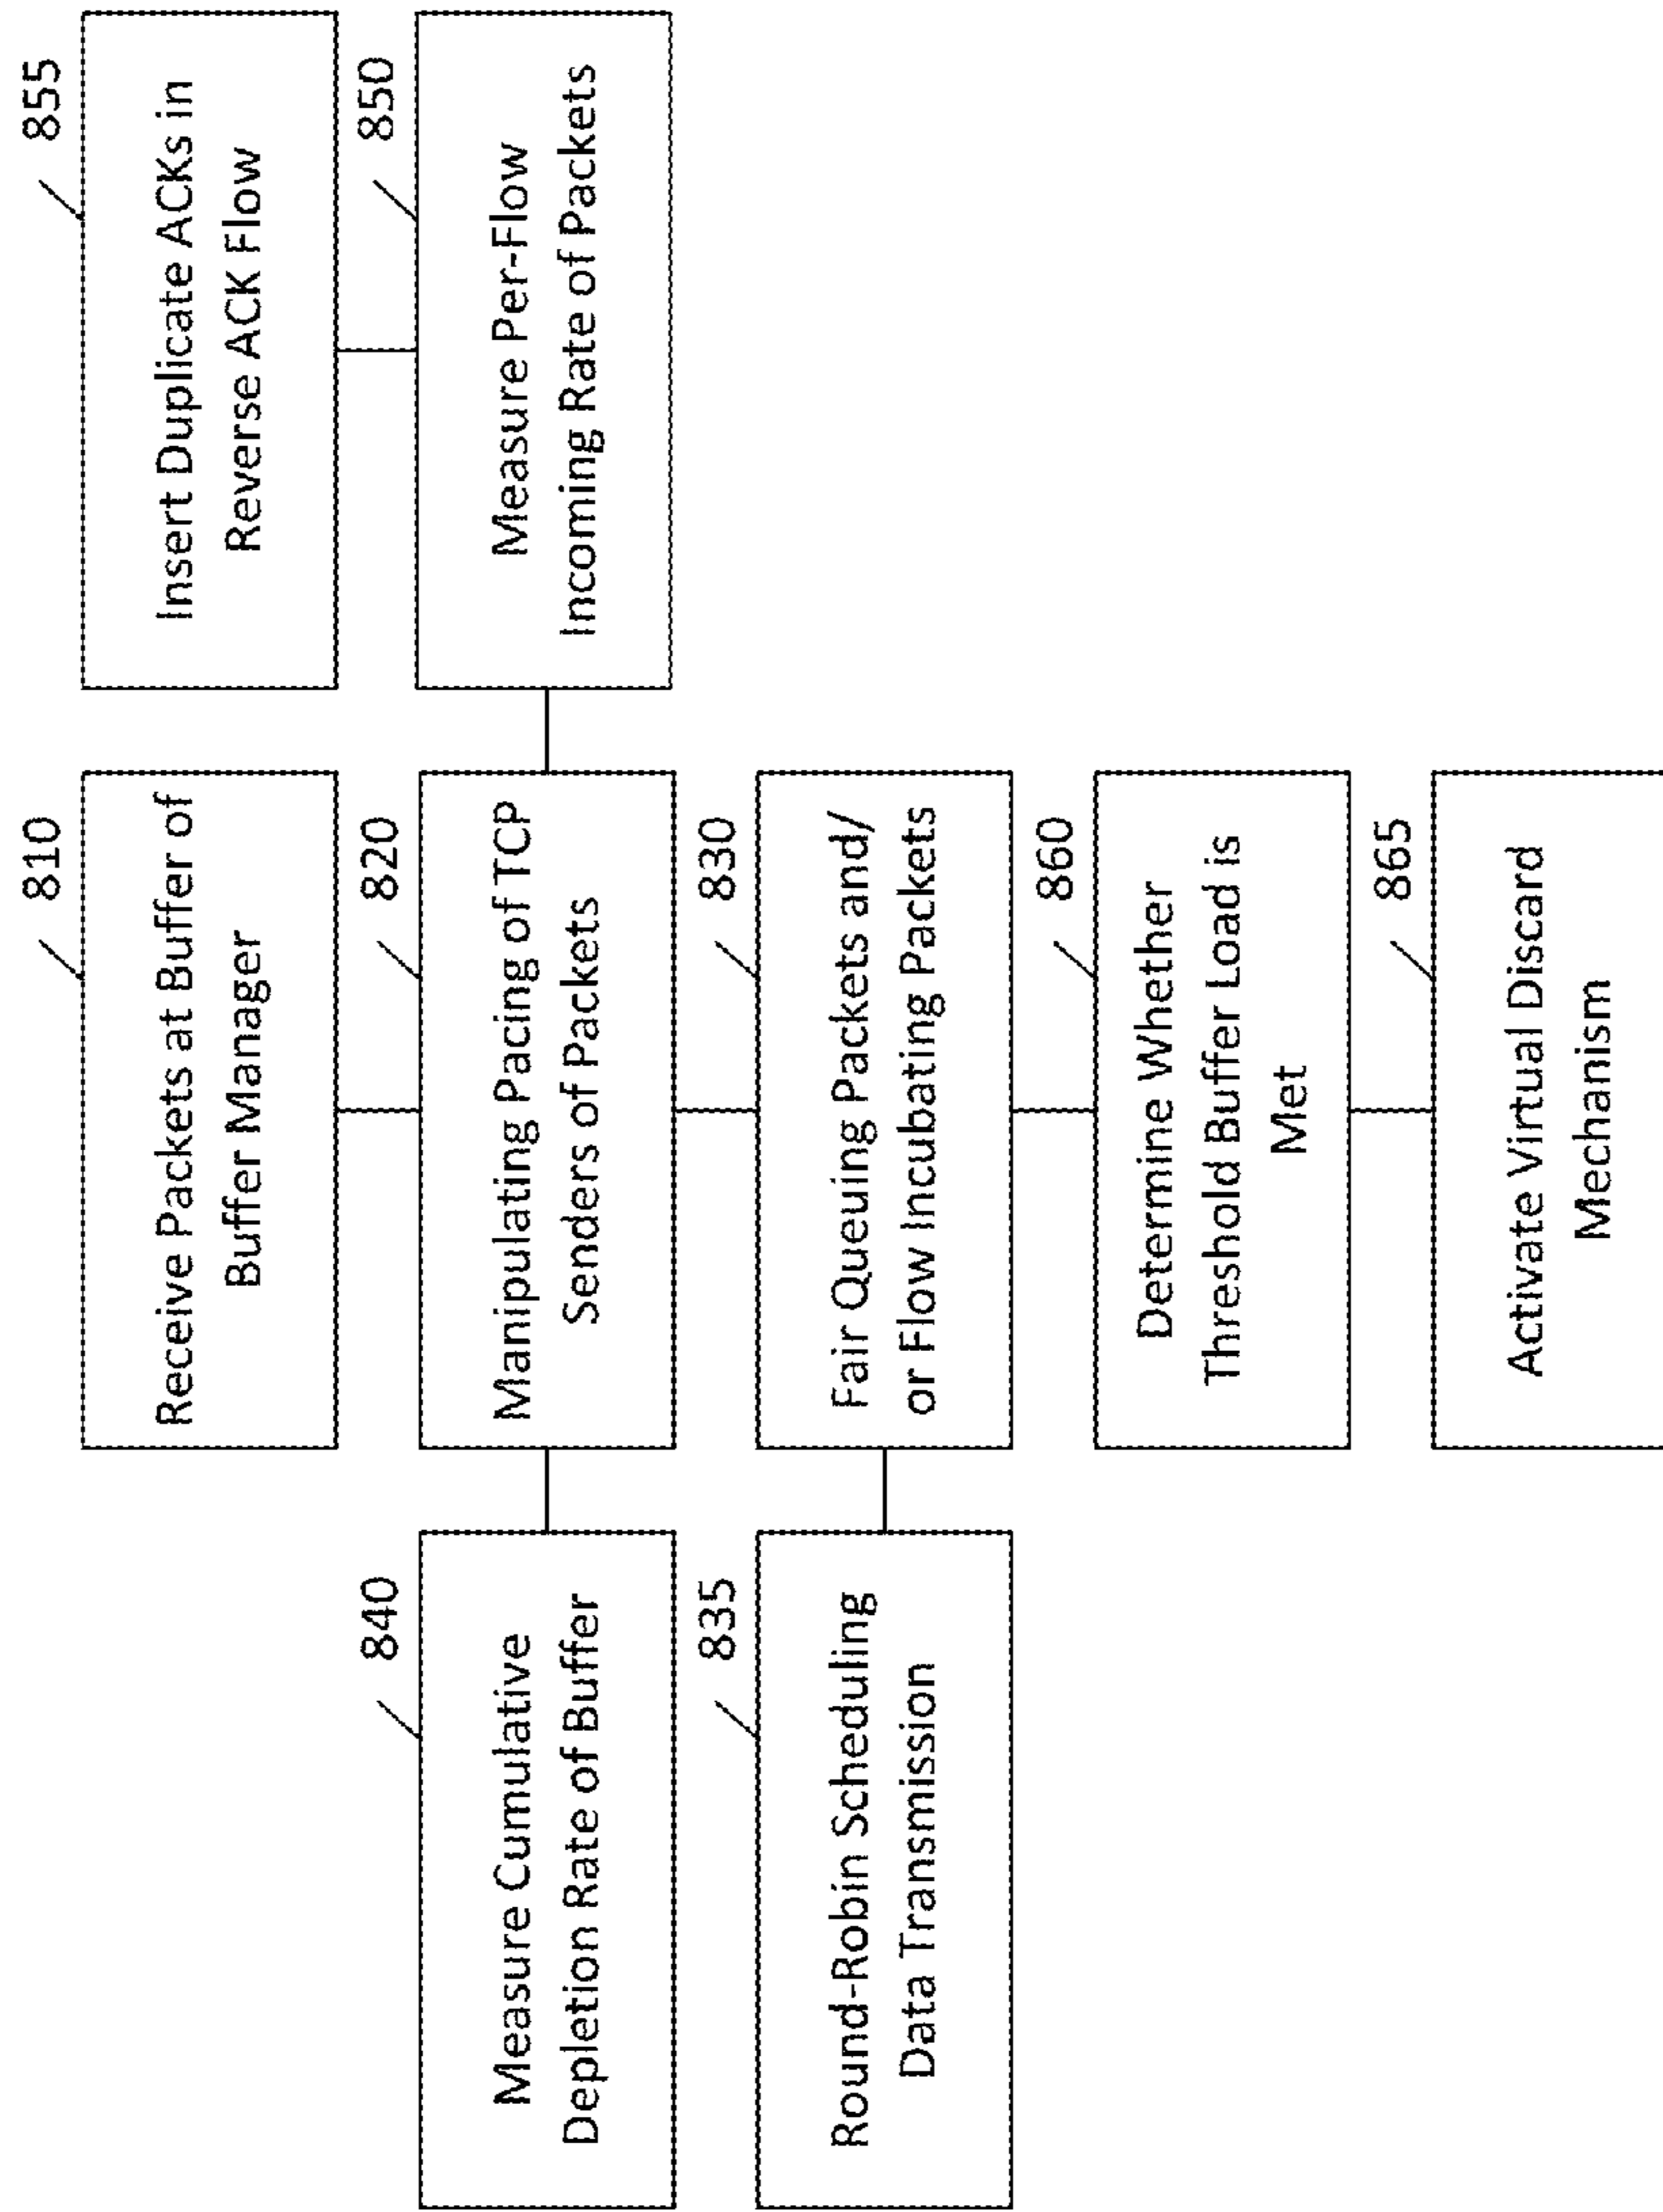 810
Receive Packets at Buffer of
Buffer Manager
855
Insert Duplicate ACKs in
Reverse ACK Flow
840
Measure Cumulative
Depletion Rate of Buffer
820
Manipulating Pacing of TCP
Senders of Packets
850
Measure Per-Flow
Incoming Rate of Packets
835
Round-Robin Scheduling
Data Transmission
830
Fair Queuing Packets and/
or Flow Incubating Packets
860
Determine Whether
Threshold Buffer Load is
Met
865
Activate Virtual Discard
Mechanism